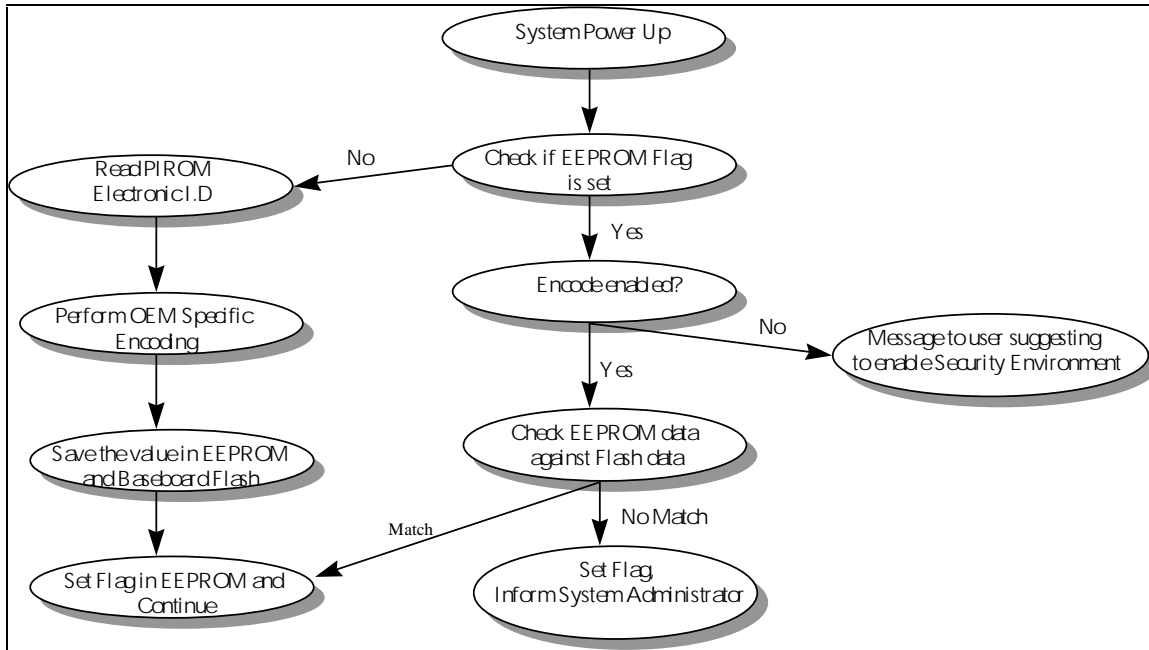 System Power Up
Check if EEPROM Flag
is set
No
Read PIROM
Electronic I.D
Yes
Encode enabled?
Perform OEM Specific
Encoding
No
Message to user suggesting
to enable Security Environment
Yes
Check EEPROM data
against Flash data
Save the value in EEPROM
and Baseboard Flash
Match
No Match
Set Flag in EEPROM and
Continue
Set Flag,
Inform System Administrator